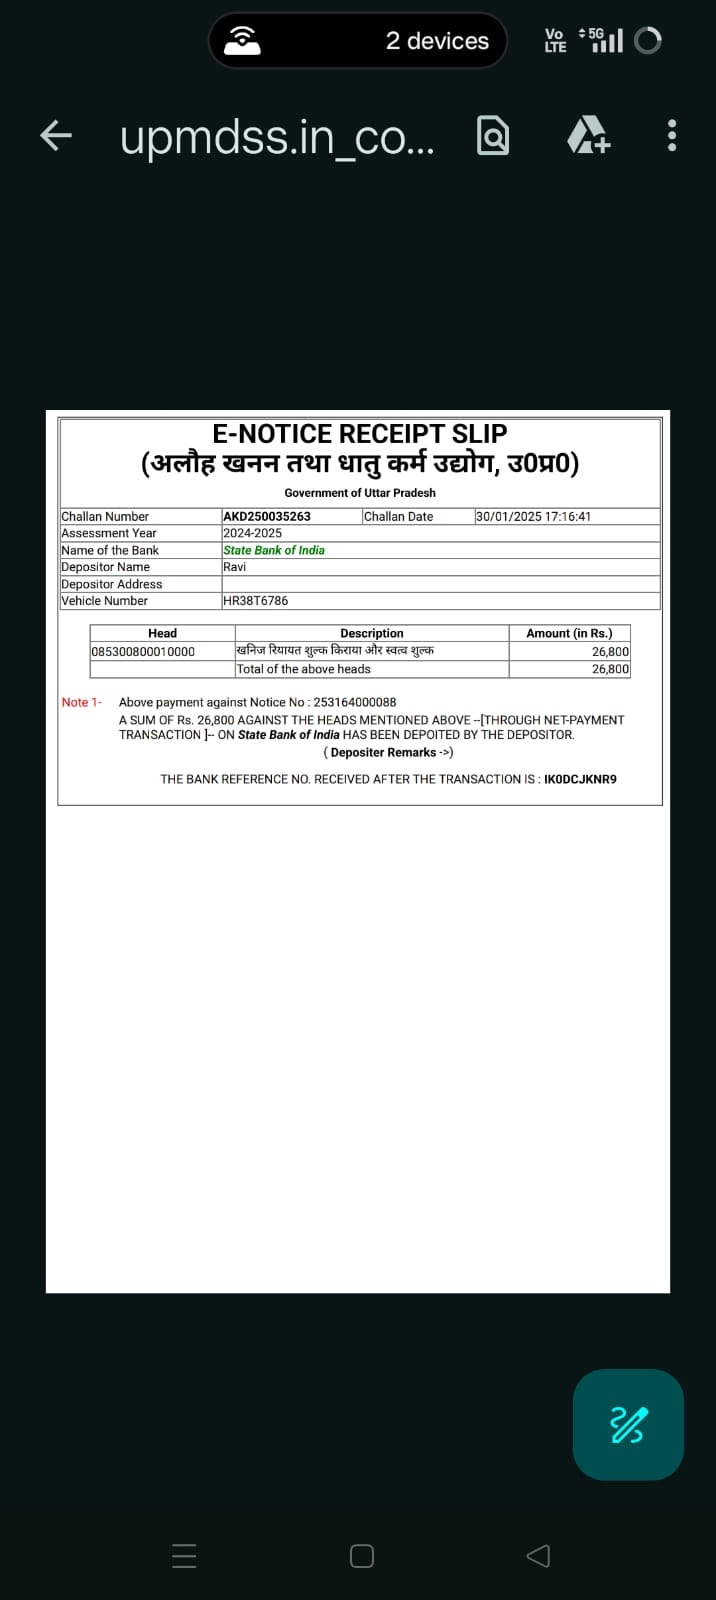 2 devices
Vo LTE 5G
upmdss.in_co...
E-NOTICE RECEIPT SLIP
(अलौह खनन तथा धातु कर्म उद्योग, उ0प्र0)
Government of Uttar Pradesh
Challan Number AKD250035263 Challan Date 30/01/2025 17:16:41
Assessment Year 2024-2025
Name of the Bank State Bank of India
Depositor Name Ravi
Depositor Address
Vehicle Number HR38T6786
Head Description Amount (in Rs.)
085300800010000 खनिज रियायत शुल्क किराया और स्वत्व शुल्क 26,800
Total of the above heads 26,800
Note 1- Above payment against Notice No : 253164000088
A SUM OF Rs. 26,800 AGAINST THE HEADS MENTIONED ABOVE --[THROUGH NET-PAYMENT
TRANSACTION ]-- ON State Bank of India HAS BEEN DEPOITED BY THE DEPOSITOR.
( Depositer Remarks ->)
THE BANK REFERENCE NO. RECEIVED AFTER THE TRANSACTION IS : IK0DCJKNR9